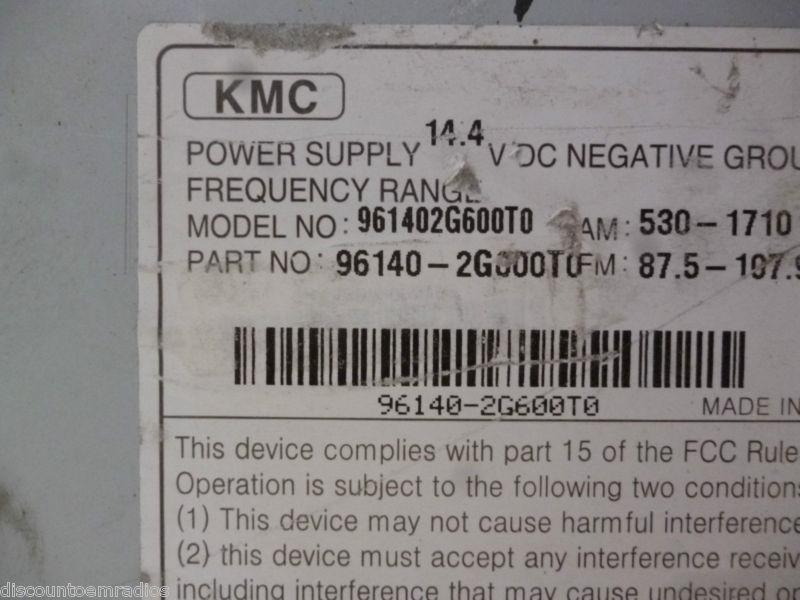 KMC
POWER SUPPLY 14.4 V DC NEGATIVE GROU
FREQUENCY RANGE
MODEL NO : 961402G600T0 AM : 530-1710
PART NO : 96140-2G600T0 FM : 87.5-107.9
96140-2G600T0
MADE IN
This device complies with part 15 of the FCC Rule
Operation is subject to the following two conditions
(1) This device may not cause harmful interference
(2) this device must accept any interference receiv
including interference that may cause undesired op
discountoemradios